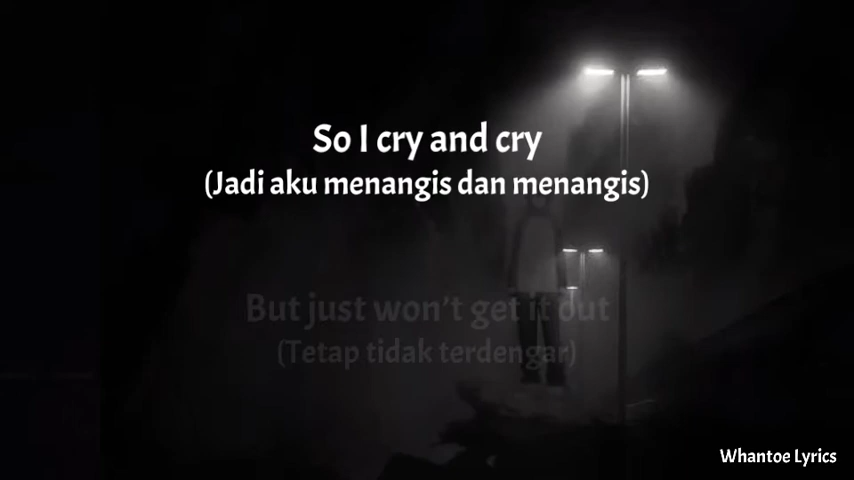 So I cry and cry
(Jadi aku menangis dan menangis)
But just won't get it out
(Tetap tidak terdengar)
Whantoe Lyrics